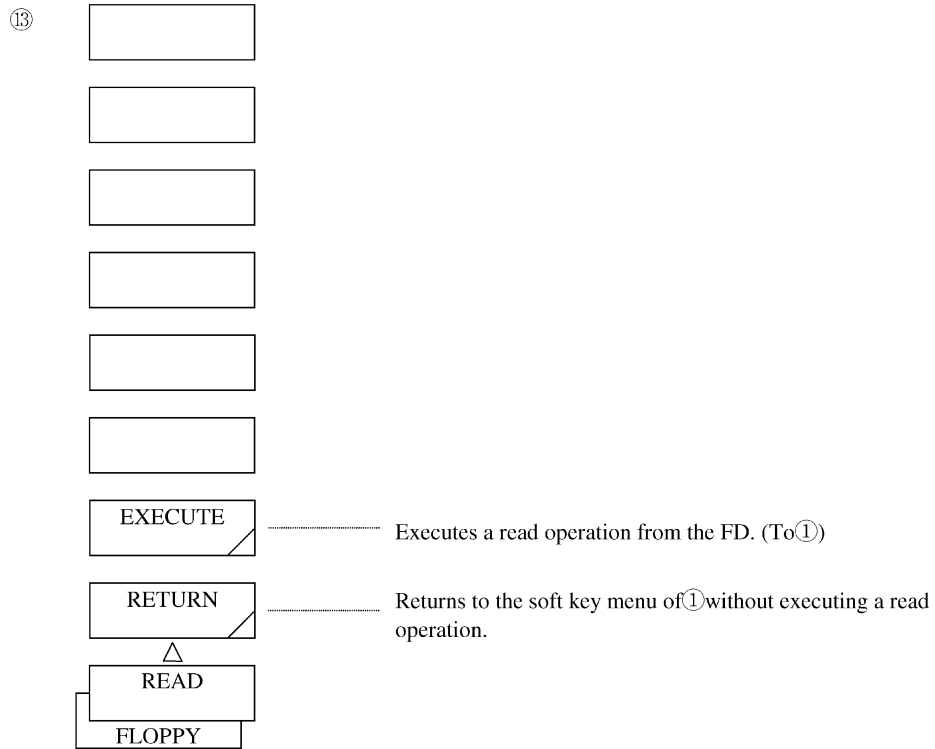 ⑬
EXECUTE
Executes a read operation from the FD. (To①)
RETURN
Returns to the soft key menu of①without executing a read
operation.
READ
FLOPPY